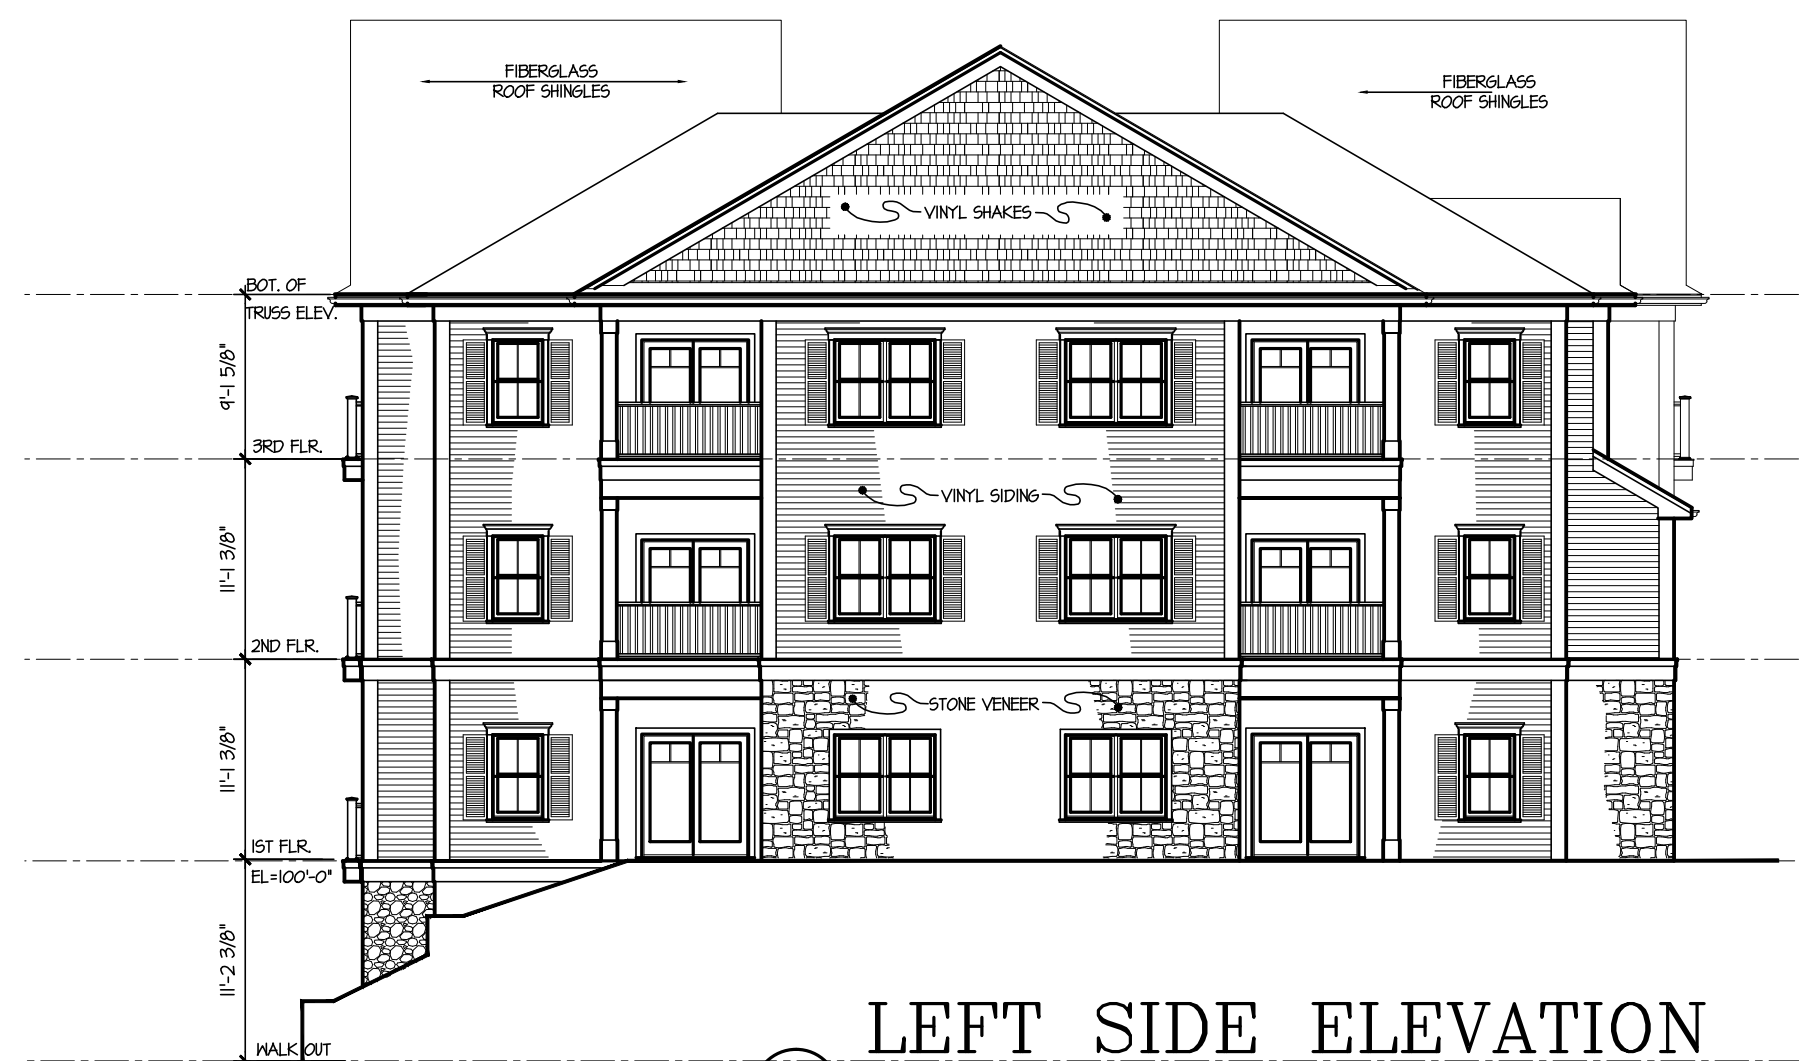 FIBERGLASS
ROOF SHINGLES
FIBERGLASS
ROOF SHINGLES
VINYL SHAKES
BOT. OF
TRUSS ELEV.
9'-1 5/8"
3RD FLR.
VINYL SIDING
11'-1 3/8"
2ND FLR.
STONE VENEER
11'-1 3/8"
1ST FLR.
EL=100'-0"
11'-2 3/8"
LEFT SIDE ELEVATION
WALK OUT